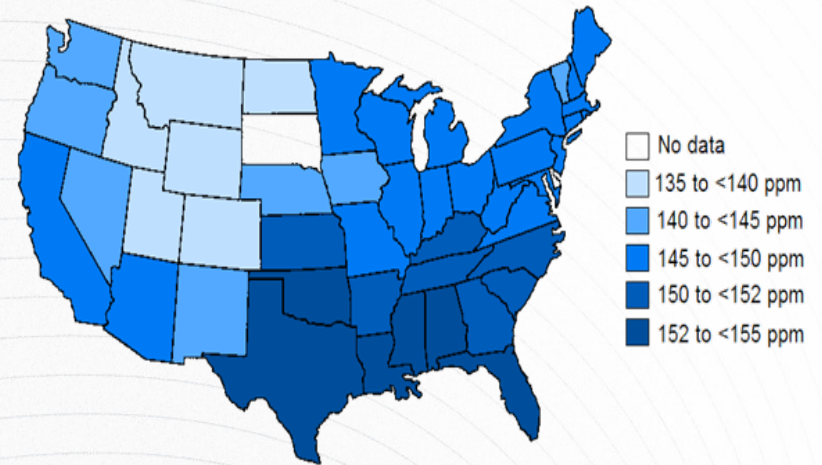 No data
135 to <140 ppm
140 to <145 ppm
145 to <150 ppm
150 to <152 ppm
152 to <155 ppm